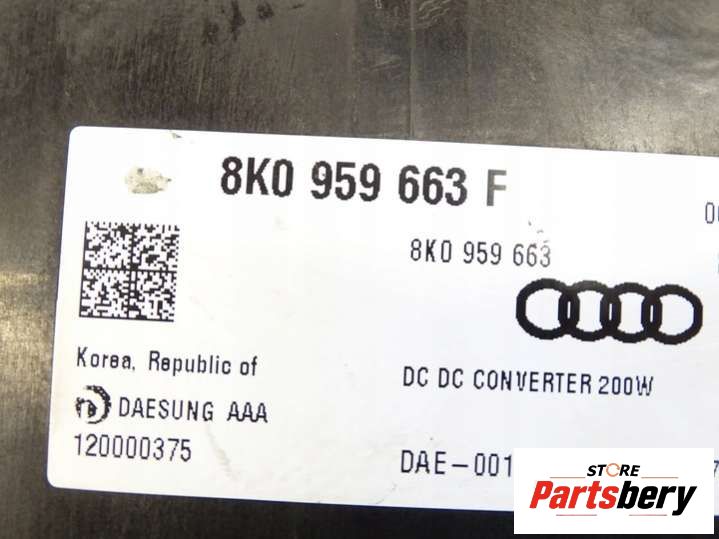 8K0 959 663 F
8K0 959 663
Korea, Republic of
DC DC CONVERTER 200W
DAESUNG AAA
120000375
DAE-001
STORE
Partsbery